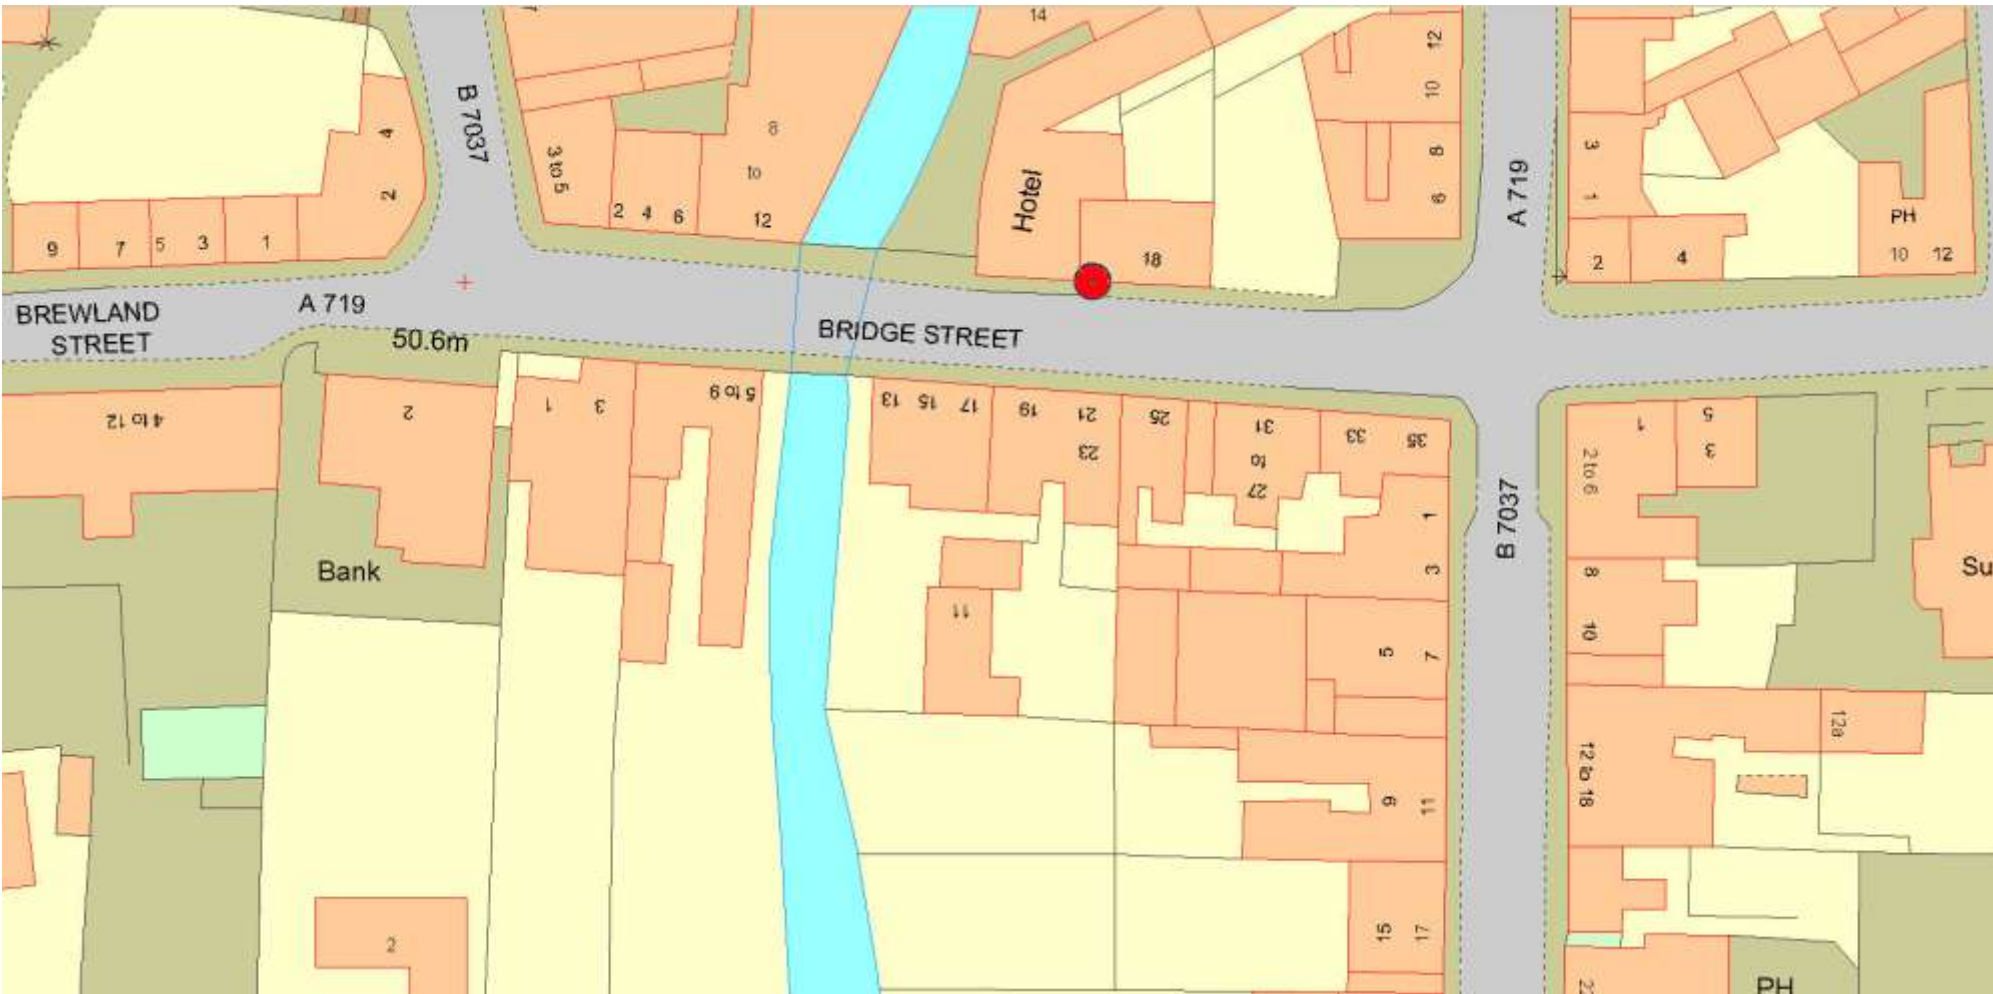 14
12
10
8
6
B 7037
4
2
3 to 5
8
to
12
2 4 6
Hotel
18
A 719
3
1
2
4
PH
10 12
9 7 5 3 1
BREWLAND
STREET
A 719
50.6m
BRIDGE STREET
4 to 12
2
1
3
5 to 9
13 15 17
19
21
23
25
31
to
27
33
35
1
3
5
7
Bank
11
9
11
15
17
2
B 7037
1
5
3
2 to 6
8
10
12 to 18
12a
Su
PH